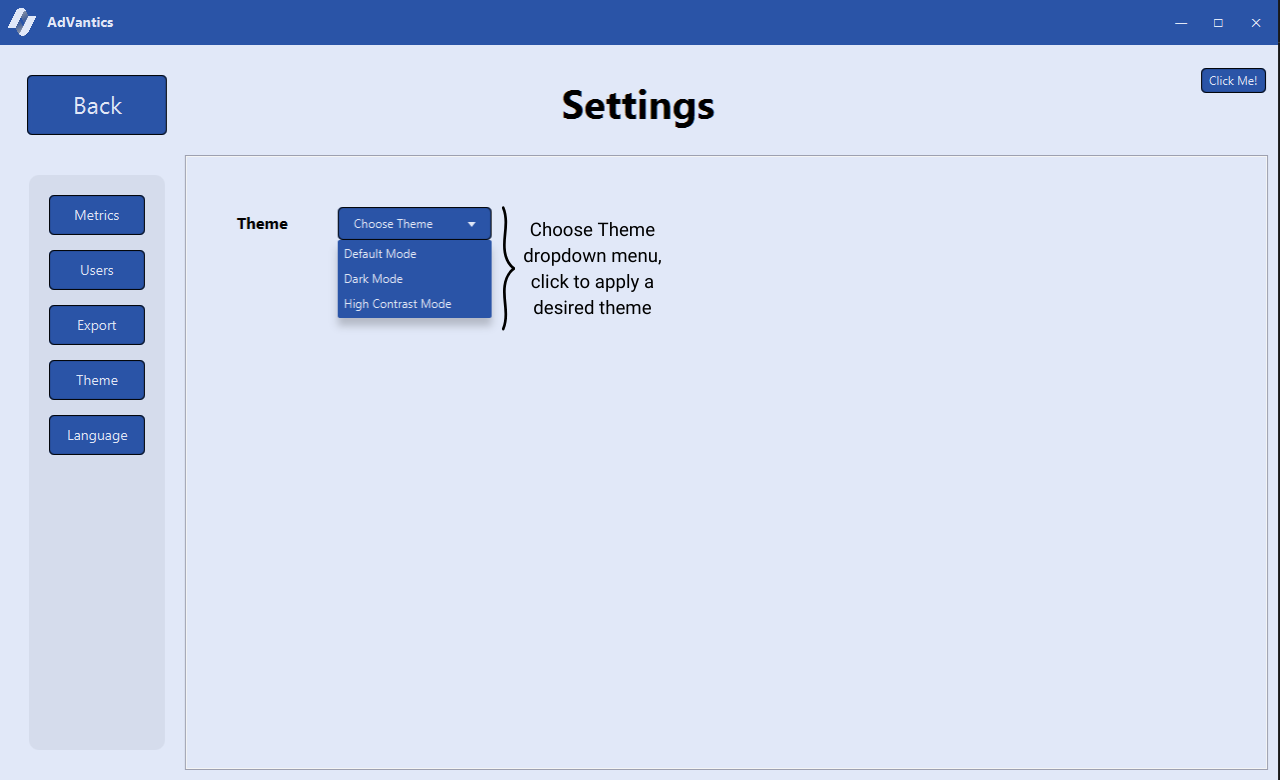 AdVantics
Back
Settings
Click Me!
Metrics
Users
Export
Theme
Language
Theme
Choose Theme
Default Mode
Dark Mode
High Contrast Mode
Choose Theme
dropdown menu,
click to apply a
desired theme